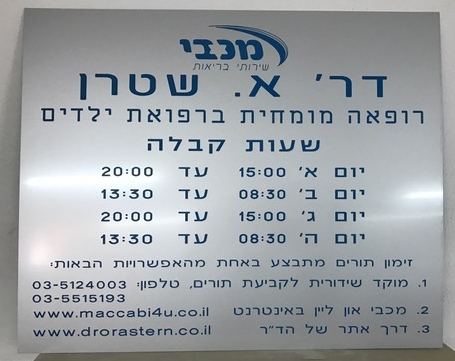 מכבי
שירותי בריאות
דר' א. שטרן
רופאה מומחית ברפואת ילדים
שעות קבלה
יום א' 15:00 עד 20:00
יום ב' 08:30 עד 13:30
יום ג' 15:00 עד 20:00
יום ה' 08:30 עד 13:30
זימון תורים מתבצע באחת מהאפשרויות הבאות:
1. מוקד שידורית לקביעת תורים, טלפון: 03-5124003
03-5515193
2. מכבי און ליין באינטרנט www.maccabi4u.co.il
3. דרך אתר של הד"ר www.drorastern.co.il